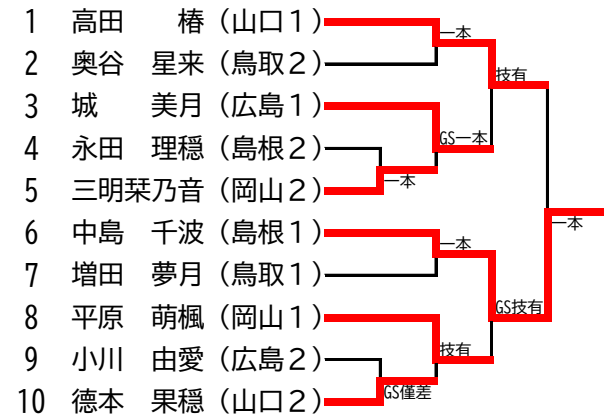 1 高田 椿（山口1）
2 奥谷 星来（鳥取2）
3 城 美月（広島1）
4 永田 理穏（島根2）
5 三明栞乃音（岡山2）
6 中島 千波（島根1）
7 増田 夢月（鳥取1）
8 平原 萌楓（岡山1）
9 小川 由愛（広島2）
10 德本 果穏（山口2）
一本
技有
GS一本
一本
一本
一本
GS技有
技有
GS僅差